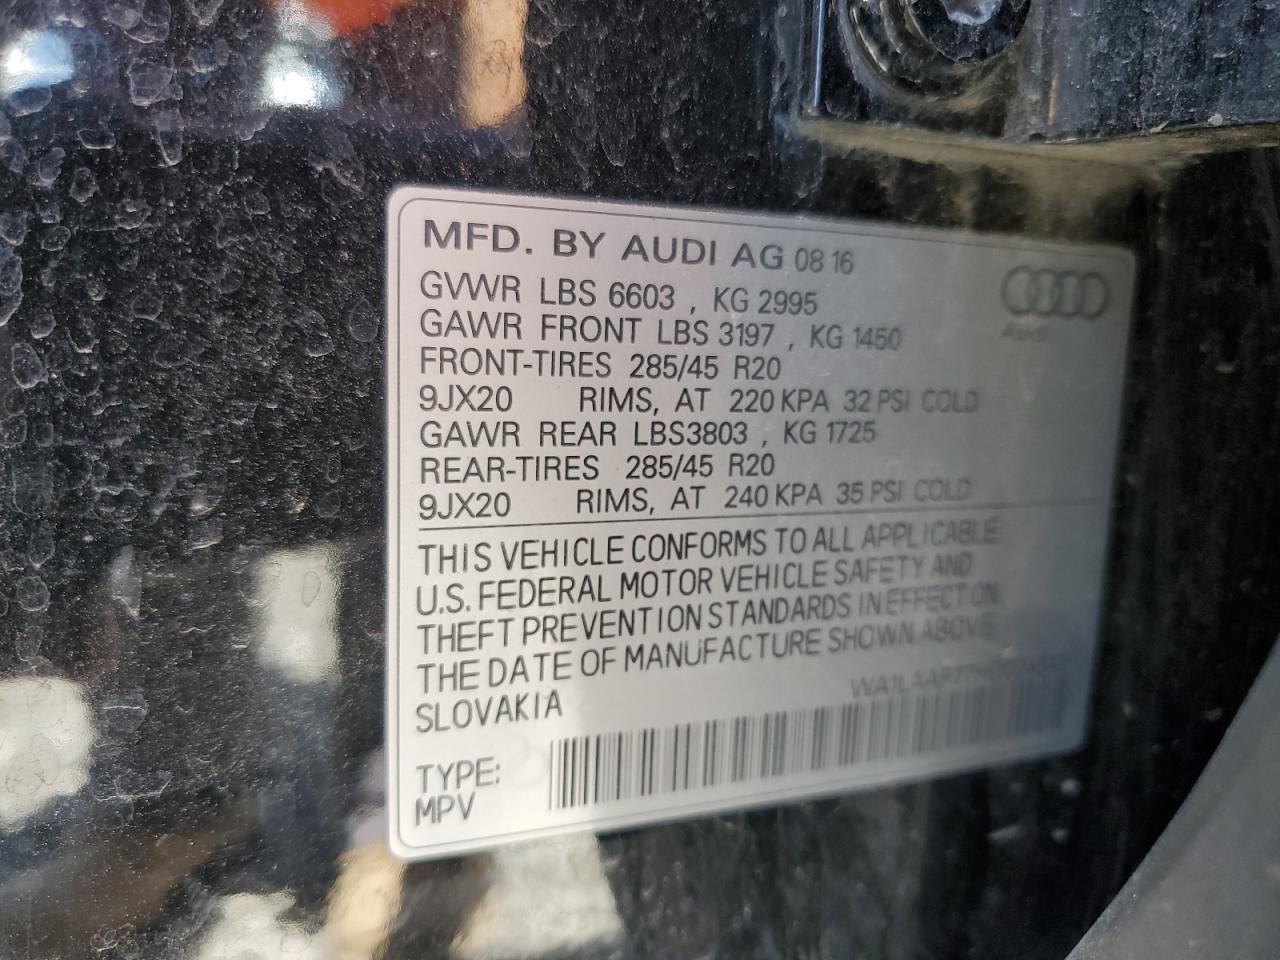 MFD. BY AUDI AG 08 16
GVWR LBS 6603 , KG 2995
GAWR FRONT LBS 3197 , KG 1450
FRONT-TIRES 285/45 R20
9JX20 RIMS, AT 220 KPA 32 PSI COLD
GAWR REAR LBS3803 , KG 1725
REAR-TIRES 285/45 R20
9JX20 RIMS, AT 240 KPA 35 PSI COLD
Audi
THIS VEHICLE CONFORMS TO ALL APPLICABLE
U.S. FEDERAL MOTOR VEHICLE SAFETY AND
THEFT PREVENTION STANDARDS IN EFFECT ON
THE DATE OF MANUFACTURE SHOWN ABOVE
SLOVAKIA
TYPE:
MPV